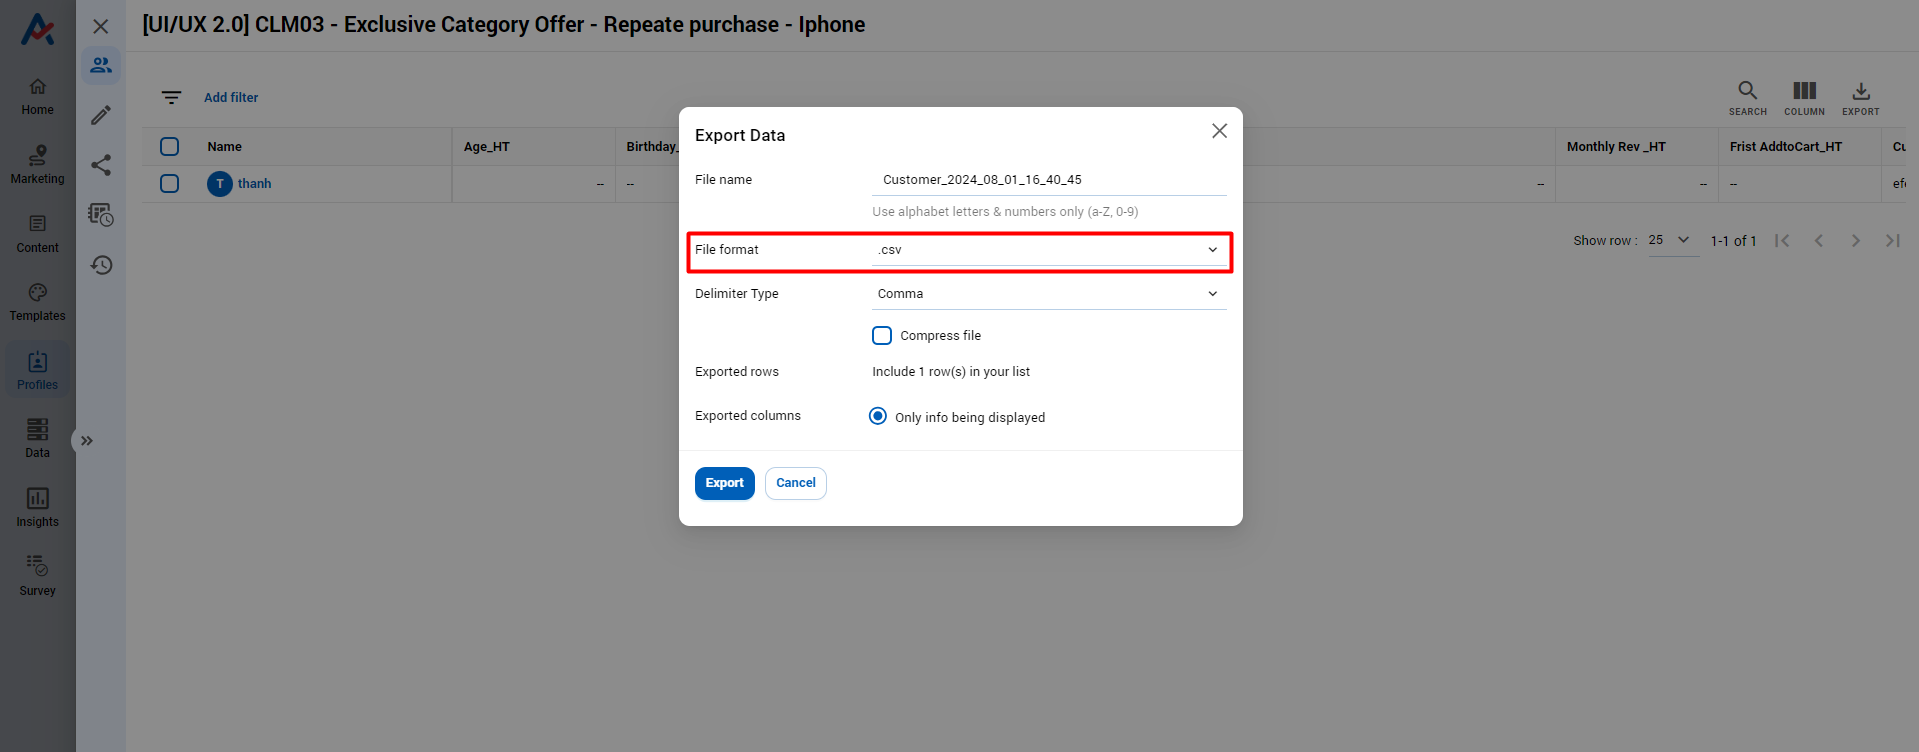 [UI/UX 2.0] CLM03 - Exclusive Category Offer - Repeate purchase - Iphone
Home
Marketing
Content
Templates
Profiles
Data
Insights
Survey
Add filter
SEARCH COLUMN EXPORT
Name Age_HT Birthday_ Monthly Rev _HT Frist AddtoCart_HT Cu
T thanh -- -- -- -- -- efe
Show row : 25 1-1 of 1
Export Data
File name Customer_2024_08_01_16_40_45
Use alphabet letters & numbers only (a-Z, 0-9)
File format .csv
Delimiter Type Comma
Compress file
Exported rows Include 1 row(s) in your list
Exported columns Only info being displayed
Export Cancel